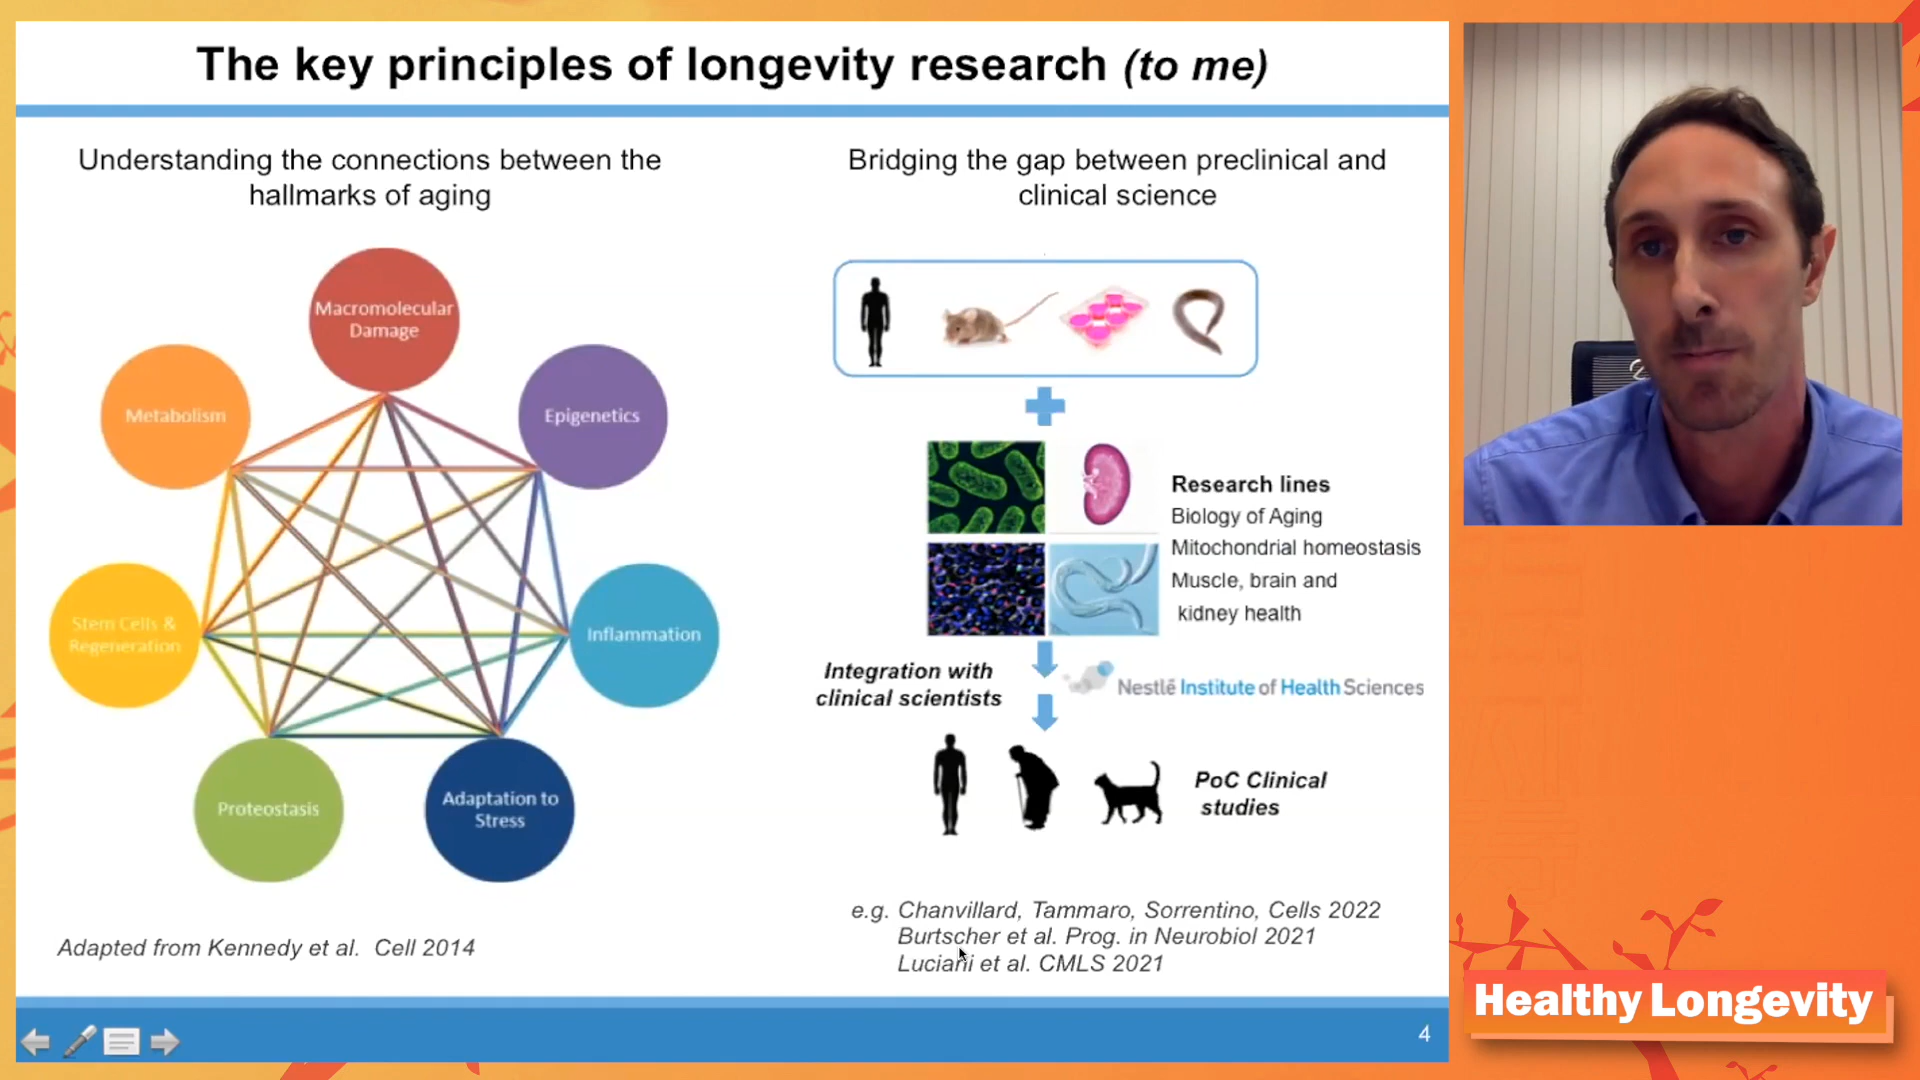 The key principles of longevity research (to me)
Understanding the connections between the
hallmarks of aging
Macromolecular
Damage
Metabolism
Epigenetics
Stem Cells &
Regeneration
Inflammation
Proteostasis
Adaptation to
Stress
Adapted from Kennedy et al. Cell 2014
Bridging the gap between preclinical and
clinical science
Research lines
Biology of Aging
Mitochondrial homeostasis
Muscle, brain and
kidney health
Integration with
clinical scientists
Nestlé Institute of Health Sciences
PoC Clinical
studies
e.g. Chanvillard, Tammaro, Sorrentino, Cells 2022
Burtscher et al. Prog. in Neurobiol 2021
Luciani et al. CMLS 2021
4
Healthy Longevity